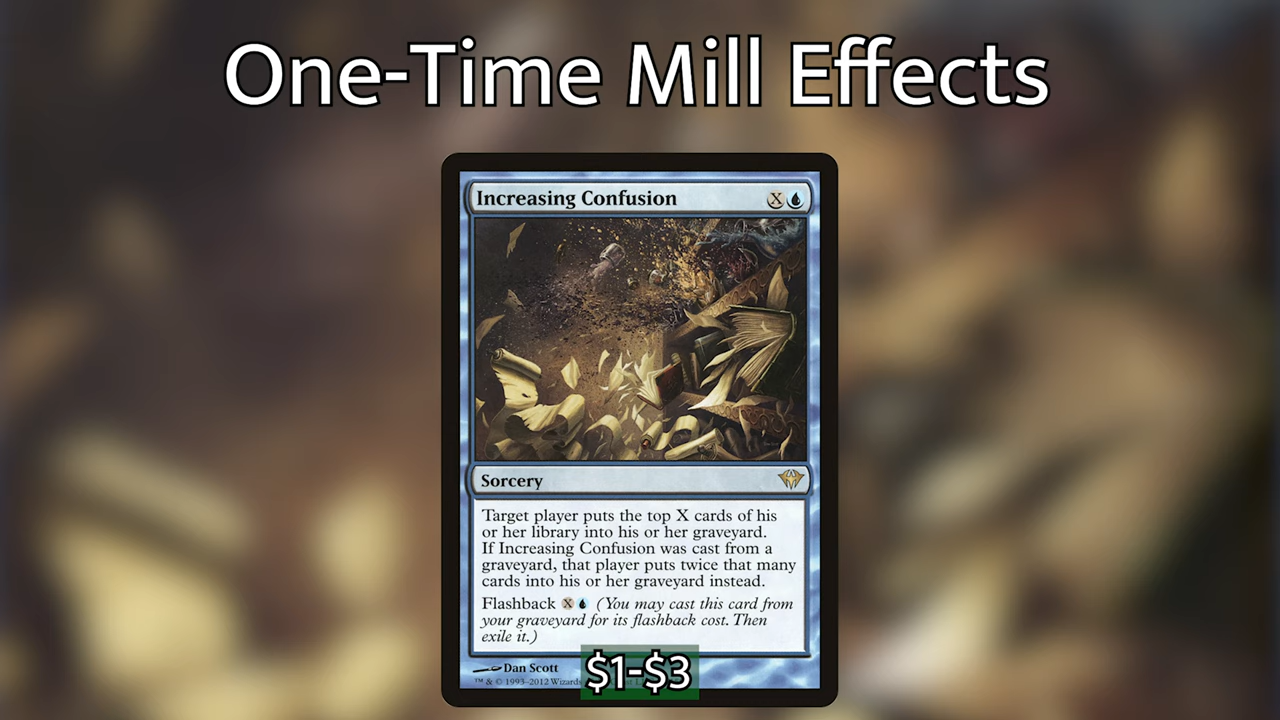 One-Time Mill Effects
Increasing Confusion X
Sorcery
Target player puts the top X cards of his
or her library into his or her graveyard.
If Increasing Confusion was cast from a
graveyard, that player puts twice that many
cards into his or her graveyard instead.
Flashback X (You may cast this card from
your graveyard for its flashback cost. Then
exile it.)
Dan Scott
$1-$3
™ & © 1993–2012 Wizards